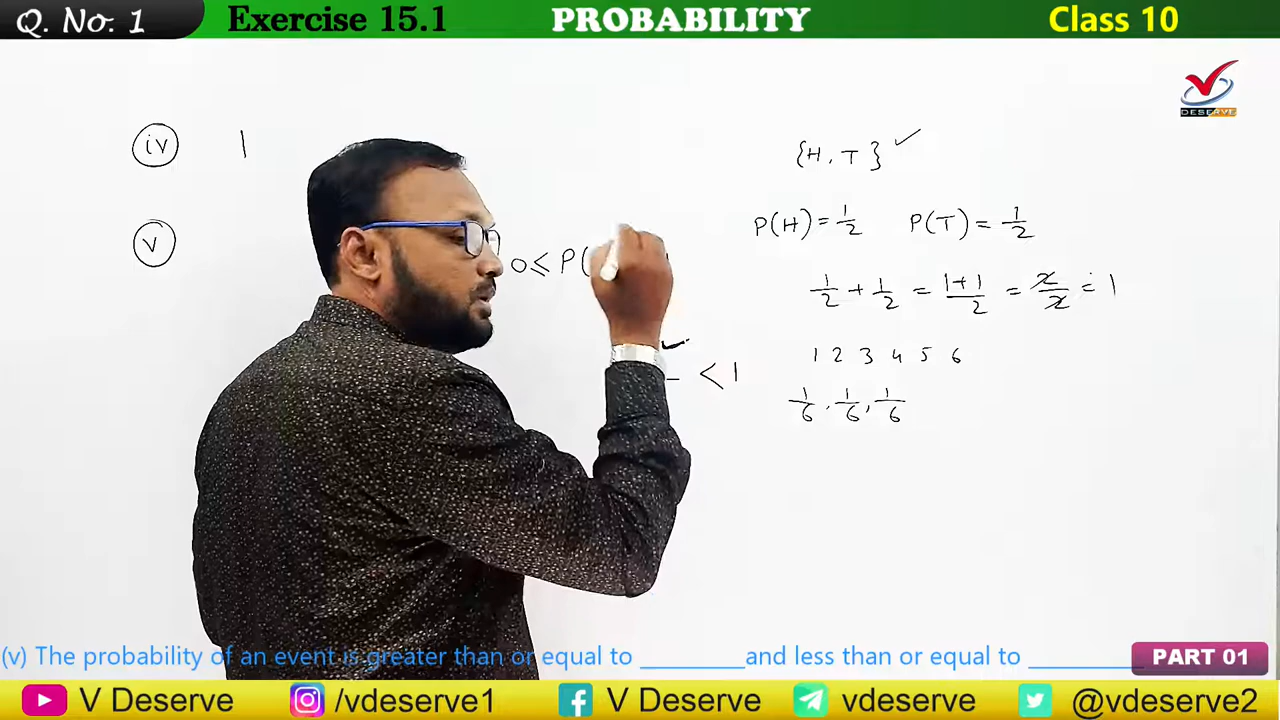 Q. No. 1 Exercise 15.1 PROBABILITY Class 10
DESERVE
iv 1
{H, T} ✓
v
P(H) = 1/2 P(T) = 1/2
0 ≤ P(
1/2 + 1/2 = 1+1/2 = 2/2 = 1
1 2 3 4 5 6
< 1
1/6, 1/6, 1/6
(v) The probability of an event is greater than or equal to ________ and less than or equal to ________
PART 01
V Deserve /vdeserve1 V Deserve vdeserve @vdeserve2